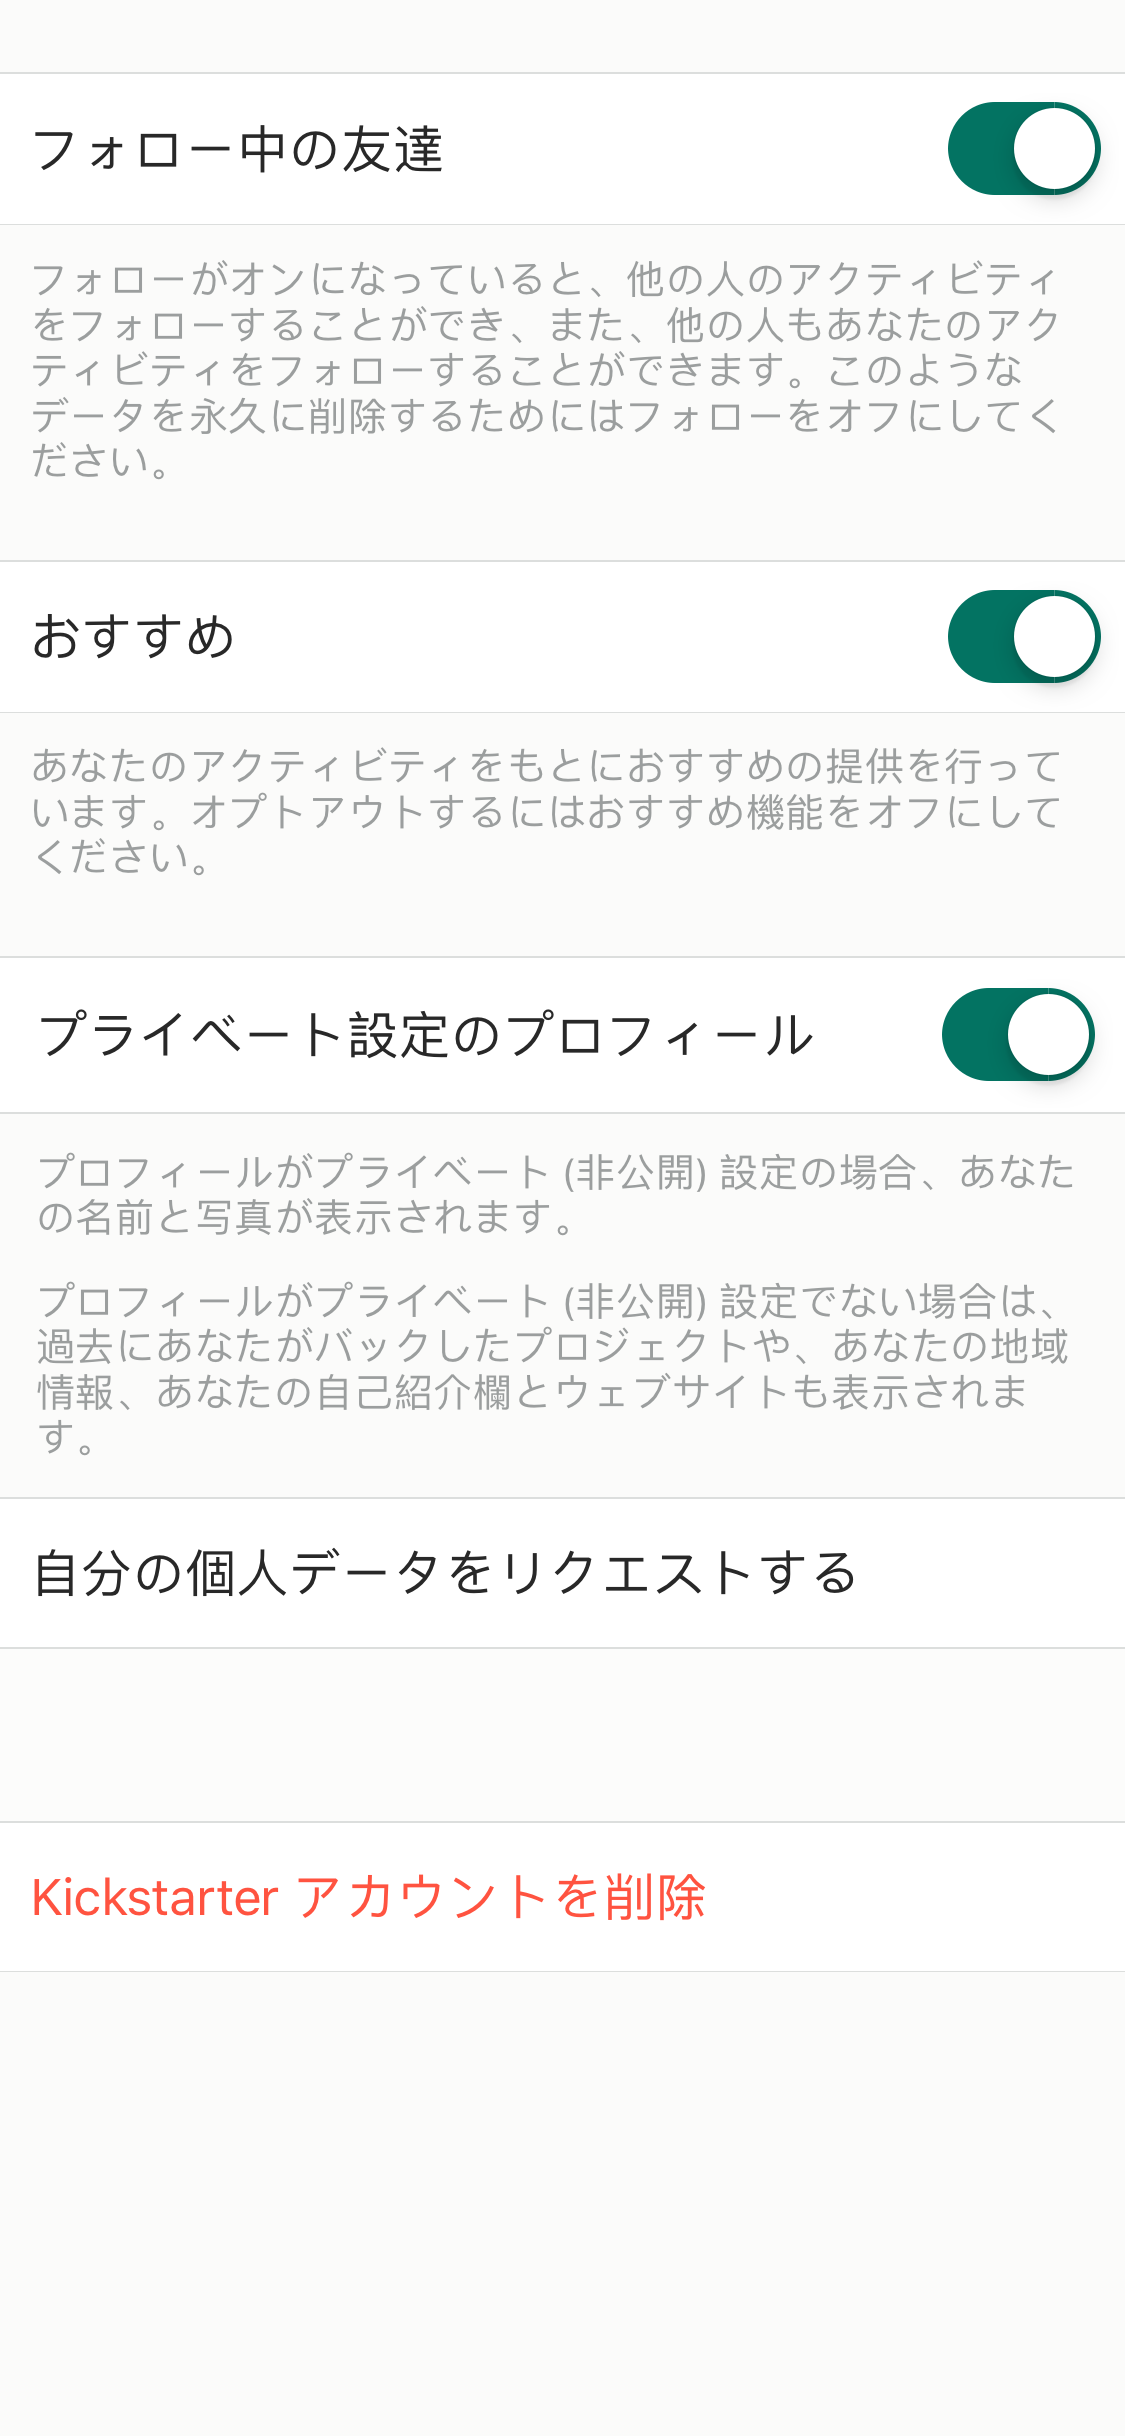 フォロー中の友達
フォローがオンになっていると、他の人のアクティビティ
をフォローすることができ、また、他の人もあなたのアク
ティビティをフォローすることができます。このような
データを永久に削除するためにはフォローをオフにしてく
ださい。
おすすめ
あなたのアクティビティをもとにおすすめの提供を行って
います。オプトアウトするにはおすすめ機能をオフにして
ください。
プライベート設定のプロフィール
プロフィールがプライベート (非公開) 設定の場合、あなた
の名前と写真が表示されます。
プロフィールがプライベート (非公開) 設定でない場合は、
過去にあなたがバックしたプロジェクトや、あなたの地域
情報、あなたの自己紹介欄とウェブサイトも表示されま
す。
自分の個人データをリクエストする
Kickstarter アカウントを削除